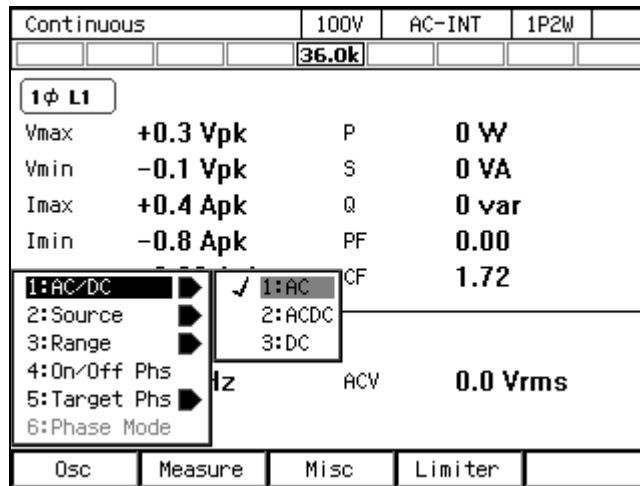 Continuous 100V AC-INT 1P2W
36.0k
1ϕ L1
Vmax +0.3 Vpk P 0 W
Vmin -0.1 Vpk S 0 VA
Imax +0.4 Apk Q 0 var
Imin -0.8 Apk PF 0.00
CF 1.72
1:AC/DC
2:Source
3:Range
4:On/Off Phs
5:Target Phs
6:Phase Mode
✓ 1:AC
2:ACDC
3:DC
Hz ACV 0.0 Vrms
Osc Measure Misc Limiter